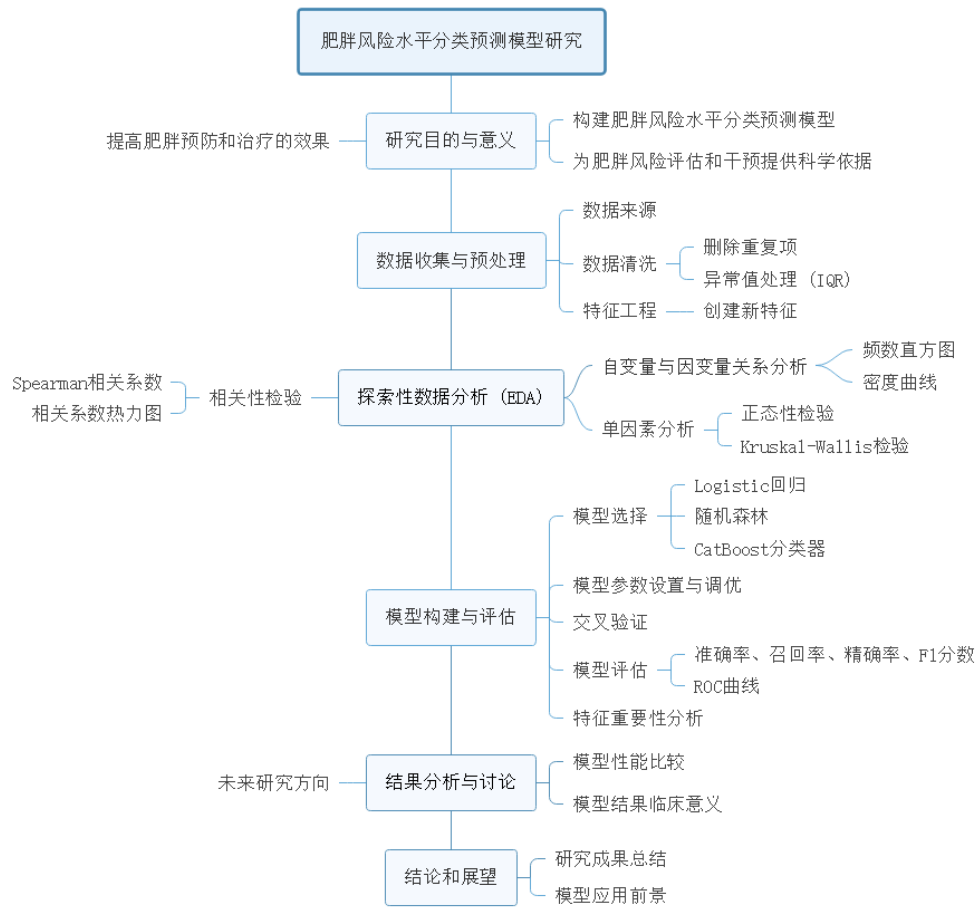 肥胖风险水平分类预测模型研究
提高肥胖预防和治疗的效果
研究目的与意义
构建肥胖风险水平分类预测模型
为肥胖风险评估和干预提供科学依据
数据收集与预处理
数据来源
数据清洗
删除重复项
异常值处理 (IQR)
特征工程
创建新特征
Spearman相关系数
相关系数热力图
相关性检验
探索性数据分析 (EDA)
自变量与因变量关系分析
频数直方图
密度曲线
单因素分析
正态性检验
Kruskal-Wallis检验
模型构建与评估
模型选择
Logistic回归
随机森林
CatBoost分类器
模型参数设置与调优
交叉验证
模型评估
准确率、召回率、精确率、F1分数
ROC曲线
特征重要性分析
未来研究方向
结果分析与讨论
模型性能比较
模型结果临床意义
结论和展望
研究成果总结
模型应用前景